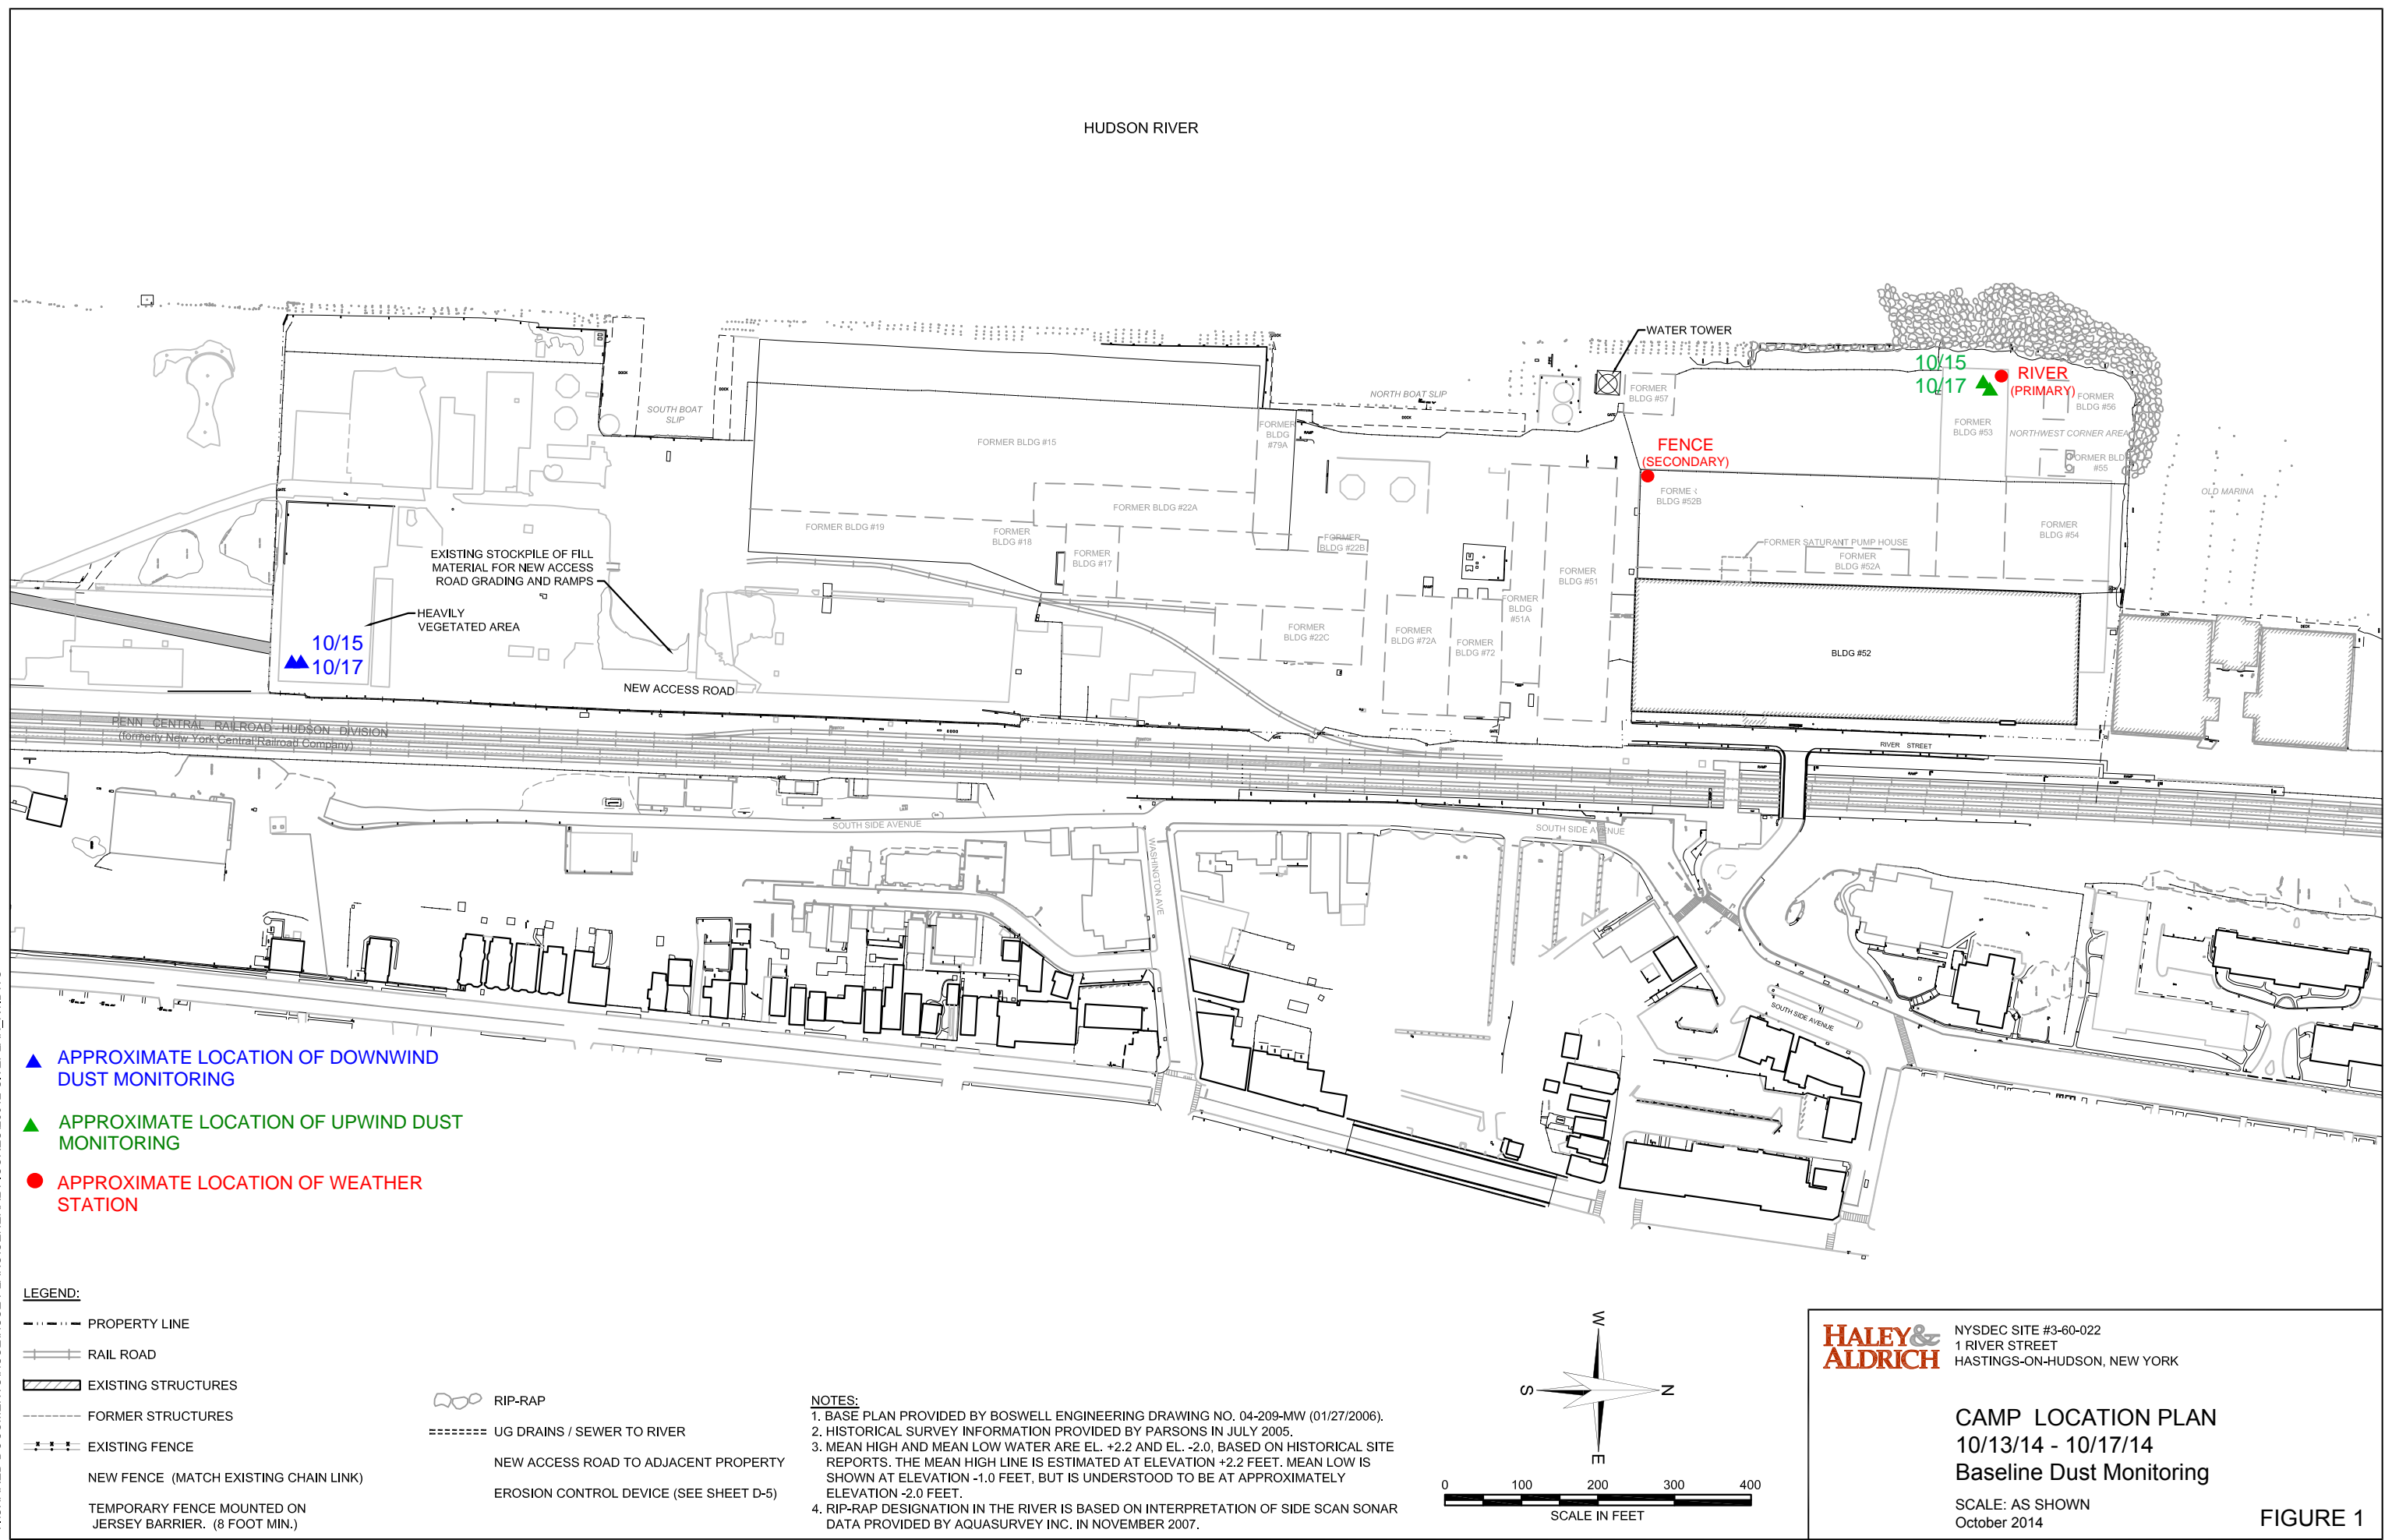 HUDSON RIVER
WATER TOWER
10/15
10/17
RIVER
(PRIMARY)
FORMER
BLDG #57
FORMER
BLDG #56
FORMER
BLDG #53
NORTHWEST CORNER AREA
FORMER BLD
#55
OLD MARINA
FENCE
(SECONDARY)
FORME
BLDG #52B
FORMER
BLDG #54
FORMER SATURANT PUMP HOUSE
FORMER
BLDG #52A
BLDG #52
RIVER STREET
SOUTH BOAT
SLIP
NORTH BOAT SLIP
DOCK
DOCK
DOCK
FORMER BLDG #15
FORMER
BLDG
#79A
FORMER BLDG #22A
FORMER BLDG #19
FORMER
BLDG #18
FORMER
BLDG #17
FORMER
BLDG #22B
FORMER
BLDG #22C
FORMER
BLDG #72A
FORMER
BLDG #72
FORMER
BLDG
#51A
FORMER
BLDG #51
EXISTING STOCKPILE OF FILL
MATERIAL FOR NEW ACCESS
ROAD GRADING AND RAMPS
HEAVILY
VEGETATED AREA
10/15
10/17
NEW ACCESS ROAD
PENN CENTRAL RAILROAD - HUDSON DIVISION
(formerly New York Central Railroad Company)
SOUTH SIDE AVENUE
WASHINGTON AVE
SOUTH SIDE AVENUE
SOUTH SIDE AVENUE
APPROXIMATE LOCATION OF DOWNWIND
DUST MONITORING
APPROXIMATE LOCATION OF UPWIND DUST
MONITORING
APPROXIMATE LOCATION OF WEATHER
STATION
LEGEND:
PROPERTY LINE
RAIL ROAD
EXISTING STRUCTURES
FORMER STRUCTURES
EXISTING FENCE
NEW FENCE (MATCH EXISTING CHAIN LINK)
TEMPORARY FENCE MOUNTED ON
JERSEY BARRIER. (8 FOOT MIN.)
RIP-RAP
UG DRAINS / SEWER TO RIVER
NEW ACCESS ROAD TO ADJACENT PROPERTY
EROSION CONTROL DEVICE (SEE SHEET D-5)
NOTES:
1. BASE PLAN PROVIDED BY BOSWELL ENGINEERING DRAWING NO. 04-209-MW (01/27/2006).
2. HISTORICAL SURVEY INFORMATION PROVIDED BY PARSONS IN JULY 2005.
3. MEAN HIGH AND MEAN LOW WATER ARE EL. +2.2 AND EL. -2.0, BASED ON HISTORICAL SITE
REPORTS. THE MEAN HIGH LINE IS ESTIMATED AT ELEVATION +2.2 FEET. MEAN LOW IS
SHOWN AT ELEVATION -1.0 FEET, BUT IS UNDERSTOOD TO BE AT APPROXIMATELY
ELEVATION -2.0 FEET.
4. RIP-RAP DESIGNATION IN THE RIVER IS BASED ON INTERPRETATION OF SIDE SCAN SONAR
DATA PROVIDED BY AQUASURVEY INC. IN NOVEMBER 2007.
W
S
N
E
0 100 200 300 400
SCALE IN FEET
HALEY&
ALDRICH
NYSDEC SITE #3-60-022
1 RIVER STREET
HASTINGS-ON-HUDSON, NEW YORK
CAMP LOCATION PLAN
10/13/14 - 10/17/14
Baseline Dust Monitoring
SCALE: AS SHOWN
October 2014
FIGURE 1